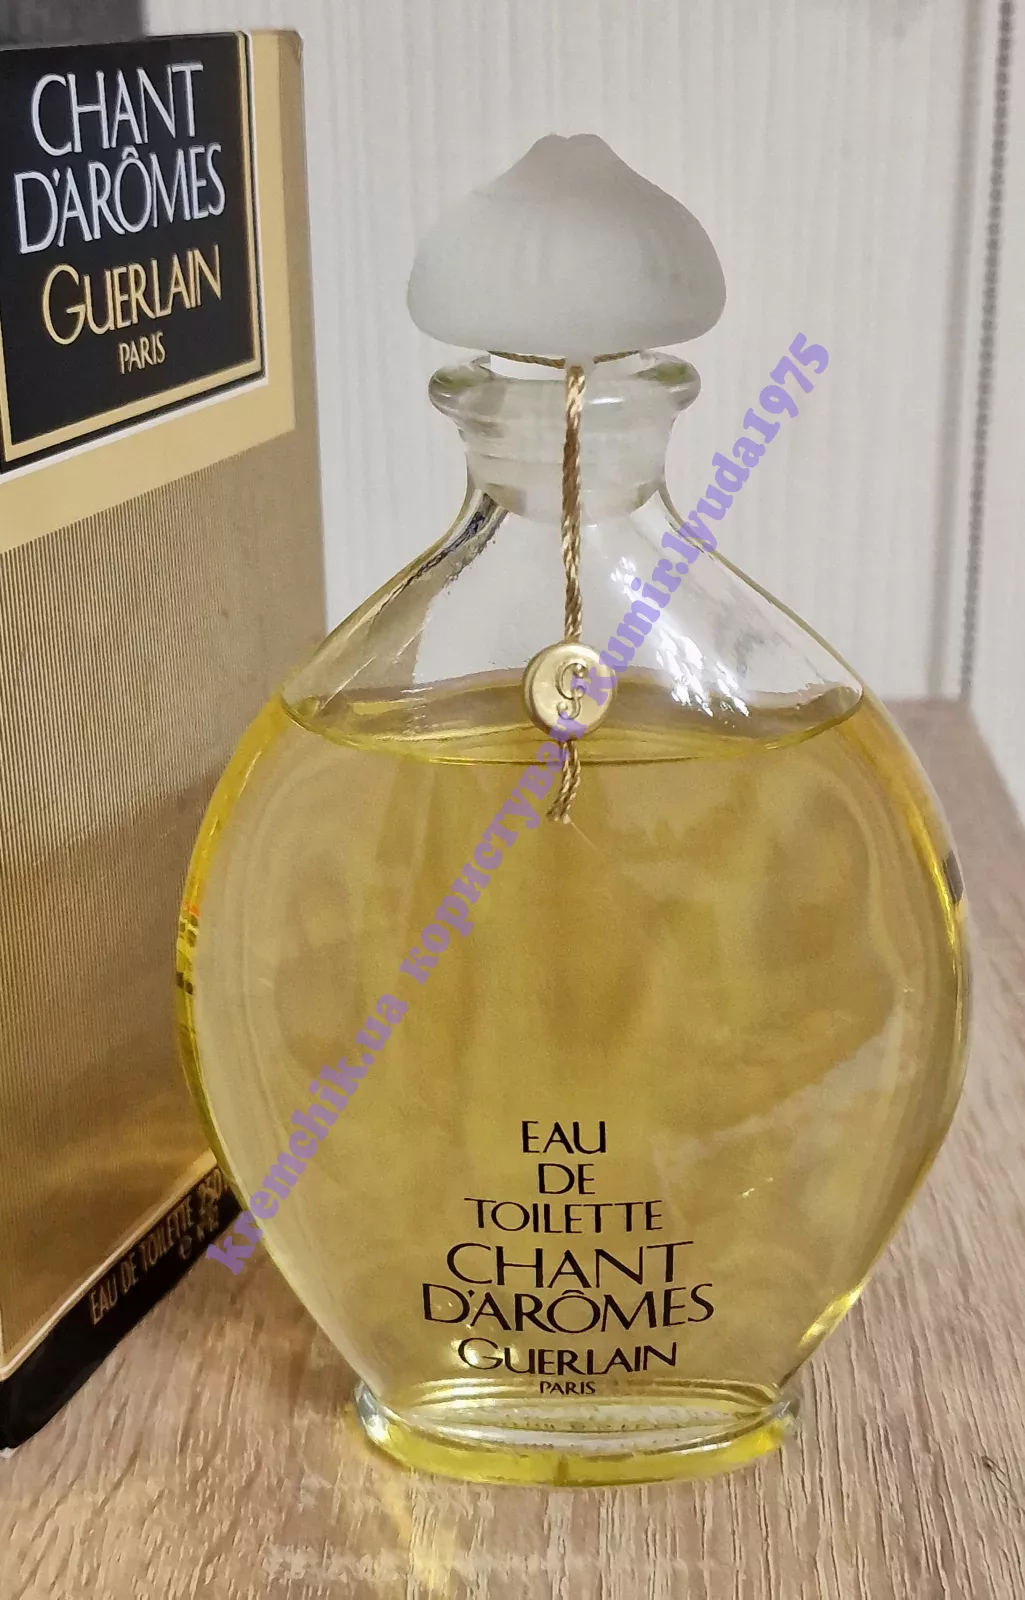 CHANT
D'ARÔMES
GUERLAIN
PARIS
EAU DE TOILETTE
G
EAU
DE
TOILETTE
CHANT
D'ARÔMES
GUERLAIN
PARIS
kremchik.ua користувач kumir.lyuda1975